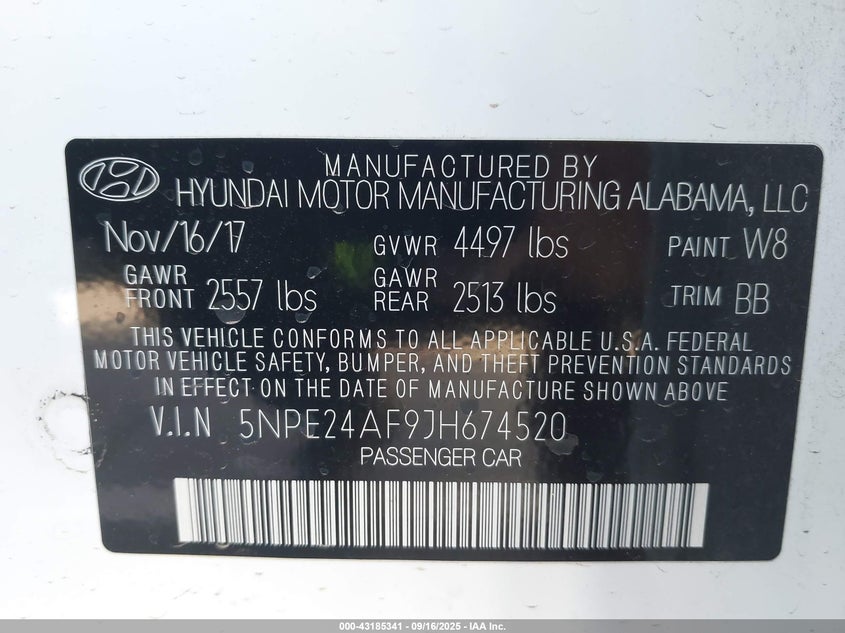 MANUFACTURED BY
HYUNDAI MOTOR MANUFACTURING ALABAMA, LLC
Nov/16/17 GVWR 4497 lbs PAINT W8
GAWR FRONT 2557 lbs GAWR REAR 2513 lbs TRIM BB
THIS VEHICLE CONFORMS TO ALL APPLICABLE U.S.A. FEDERAL
MOTOR VEHICLE SAFETY, BUMPER, AND THEFT PREVENTION STANDARDS
IN EFFECT ON THE DATE OF MANUFACTURE SHOWN ABOVE
V.I.N 5NPE24AF9JH674520
PASSENGER CAR
000-43185341 - 09/16/2025 - IAA Inc.